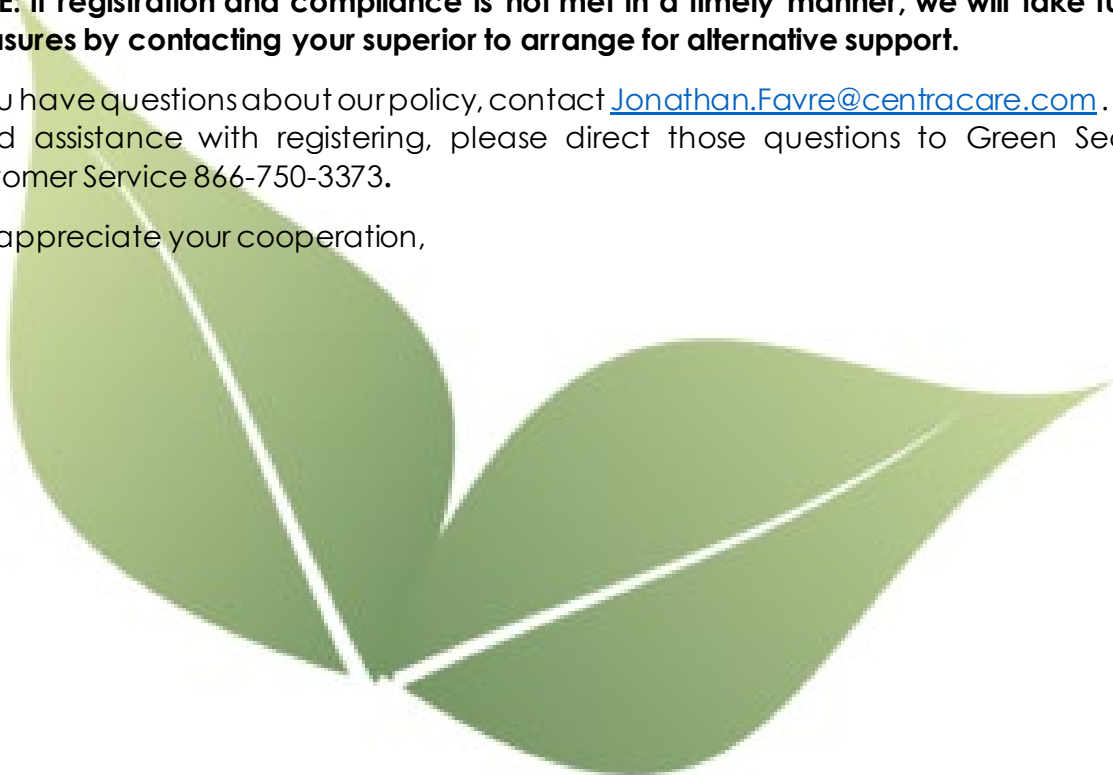 E: If registration and compliance is not met in a timely manner, we will take fu
asures by contacting your superior to arrange for alternative support.
u have questions about our policy, contact Jonathan.Favre@centracare.com .
d assistance with registering, please direct those questions to Green Sec
tomer Service 866-750-3373.
appreciate your cooperation,